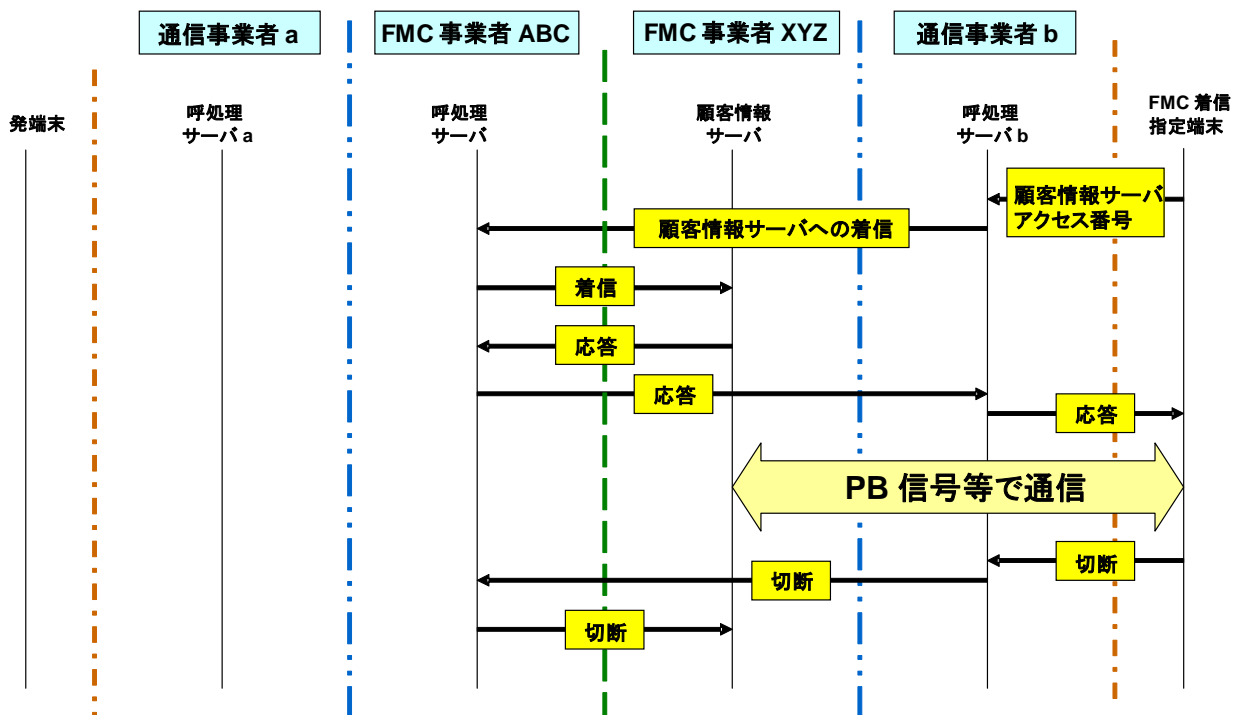 通信事業者 a
FMC 事業者 ABC
FMC 事業者 XYZ
通信事業者 b
発端末
呼処理
サーバ a
呼処理
サーバ
顧客情報
サーバ
呼処理
サーバ b
FMC 着信
指定端末
顧客情報サーバ
アクセス番号
顧客情報サーバへの着信
着信
応答
応答
応答
PB 信号等で通信
切断
切断
切断